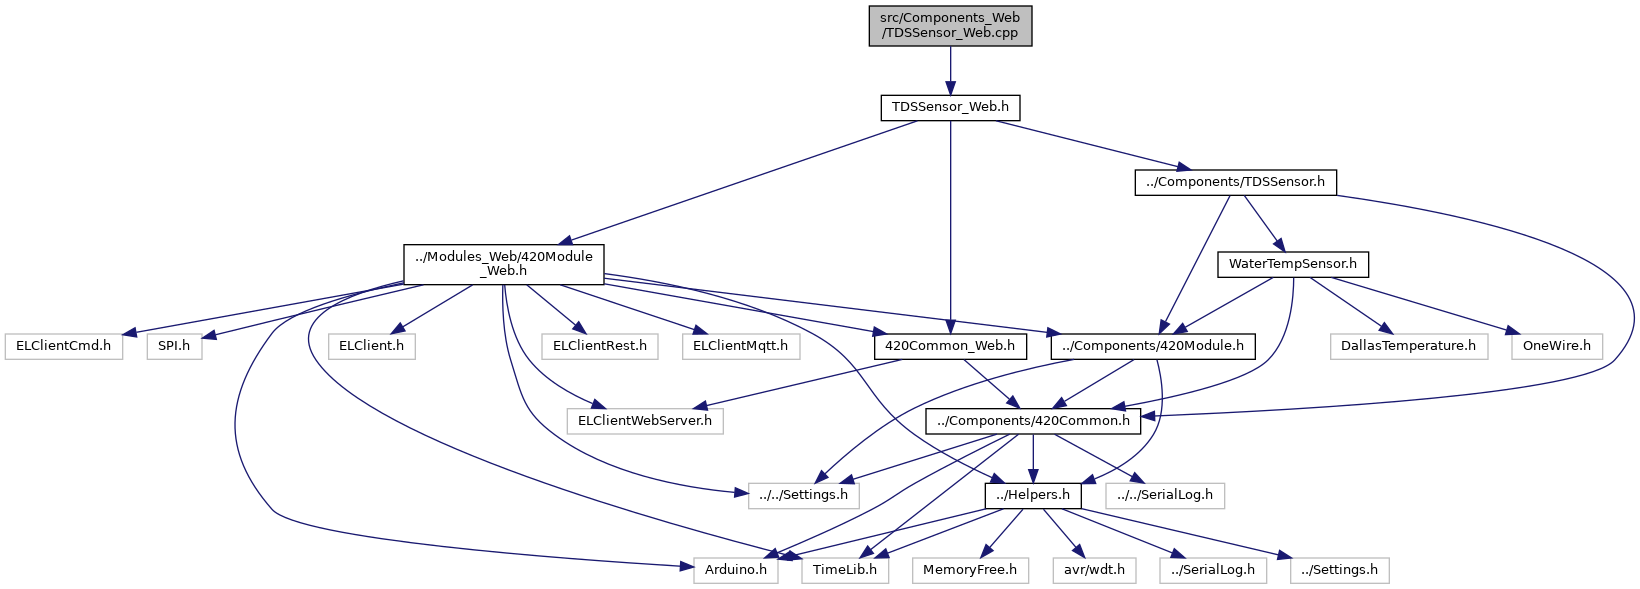 src/Components_Web
/TDSSensor_Web.cpp
TDSSensor_Web.h
../Components/TDSSensor.h
../Modules_Web/420Module
_Web.h
WaterTempSensor.h
ELClientCmd.h
SPI.h
ELClient.h
ELClientRest.h
ELClientMqtt.h
420Common_Web.h
../Components/420Module.h
DallasTemperature.h
OneWire.h
ELClientWebServer.h
../Components/420Common.h
../../Settings.h
../Helpers.h
../../SerialLog.h
Arduino.h
TimeLib.h
MemoryFree.h
avr/wdt.h
../SerialLog.h
../Settings.h